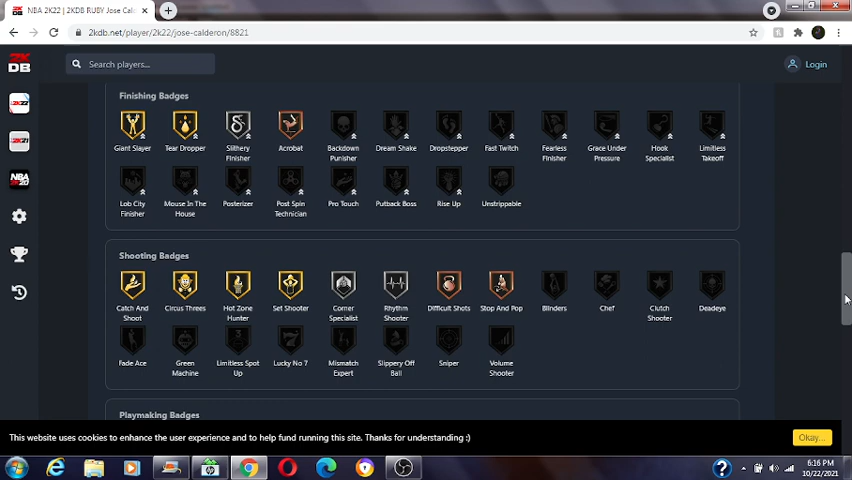 NBA 2K22 | 2KDB RUBY Jose Cald
2kdb.net/player/2k22/jose-calderon/8821
2K DB
Search players...
Login
2K22
2K21
NBA 2K20
Finishing Badges
Giant Slayer
Tear Dropper
Slithery Finisher
Acrobat
Backdown Punisher
Dream Shake
Dropstepper
Fast Twitch
Fearless Finisher
Grace Under Pressure
Hook Specialist
Limitless Takeoff
Lob City Finisher
Mouse In The House
Posterizer
Post Spin Technician
Pro Touch
Putback Boss
Rise Up
Unstrippable
Shooting Badges
Catch And Shoot
Circus Threes
Hot Zone Hunter
Set Shooter
Corner Specialist
Rhythm Shooter
Difficult Shots
Stop And Pop
Blinders
Chef
Clutch Shooter
Deadeye
Fade Ace
Green Machine
Limitless Spot Up
Lucky No 7
Mismatch Expert
Slippery Off Ball
Sniper
Volume Shooter
Playmaking Badges
This website uses cookies to enhance the user experience and to help fund running this site. Thanks for understanding :)
Okay...
6:16 PM
10/22/2021